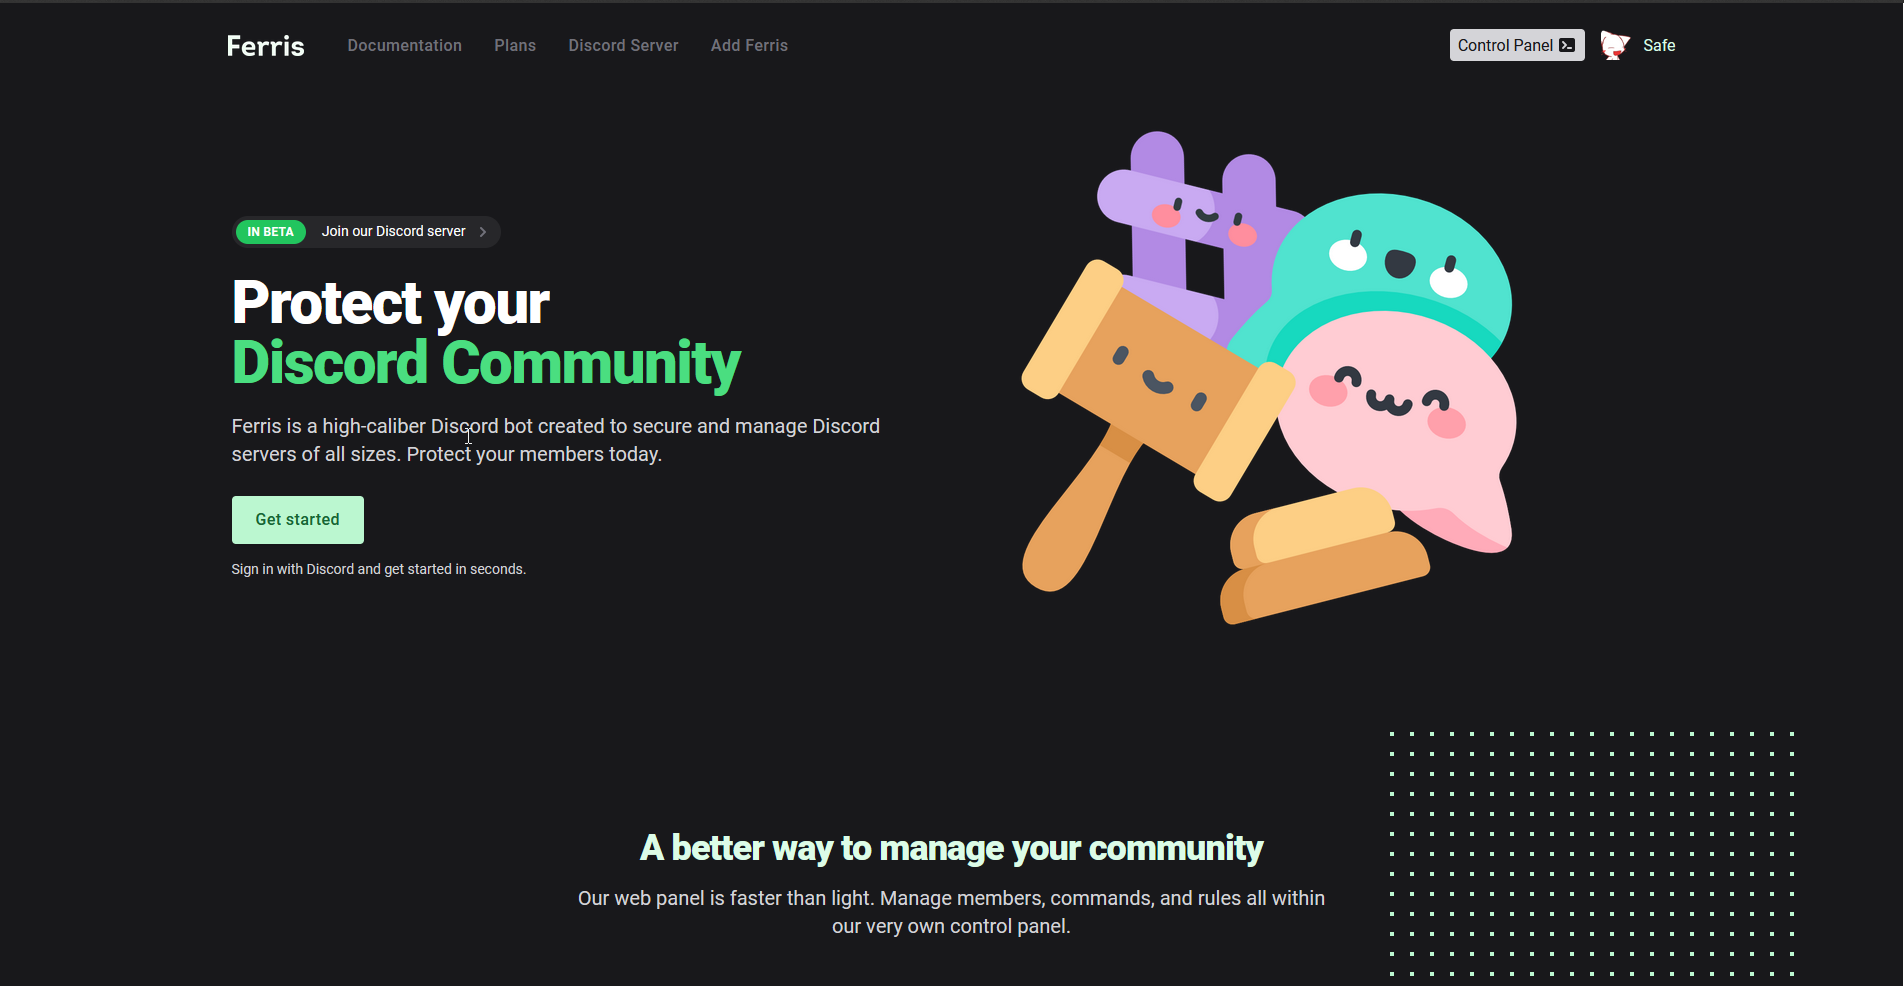 Ferris
Documentation
Plans
Discord Server
Add Ferris
Control Panel
Safe
IN BETA
Join our Discord server
Protect your
Discord Community
Ferris is a high-caliber Discord bot created to secure and manage Discord
servers of all sizes. Protect your members today.
Get started
Sign in with Discord and get started in seconds.
A better way to manage your community
Our web panel is faster than light. Manage members, commands, and rules all within
our very own control panel.